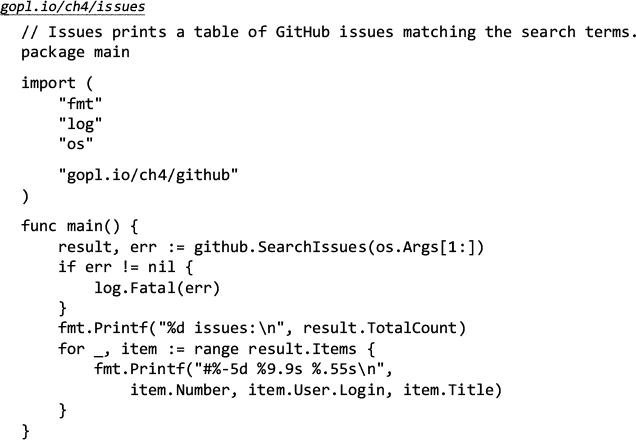 gopl.io/ch4/issues
// Issues prints a table of GitHub issues matching the search terms.
package main
import (
"fmt"
"log"
"os"
"gopl.io/ch4/github"
)
func main() {
result, err := github.SearchIssues(os.Args[1:])
if err != nil {
log.Fatal(err)
}
fmt.Printf("%d issues:\n", result.TotalCount)
for _, item := range result.Items {
fmt.Printf("#%-5d %9.9s %.55s\n",
item.Number, item.User.Login, item.Title)
}
}